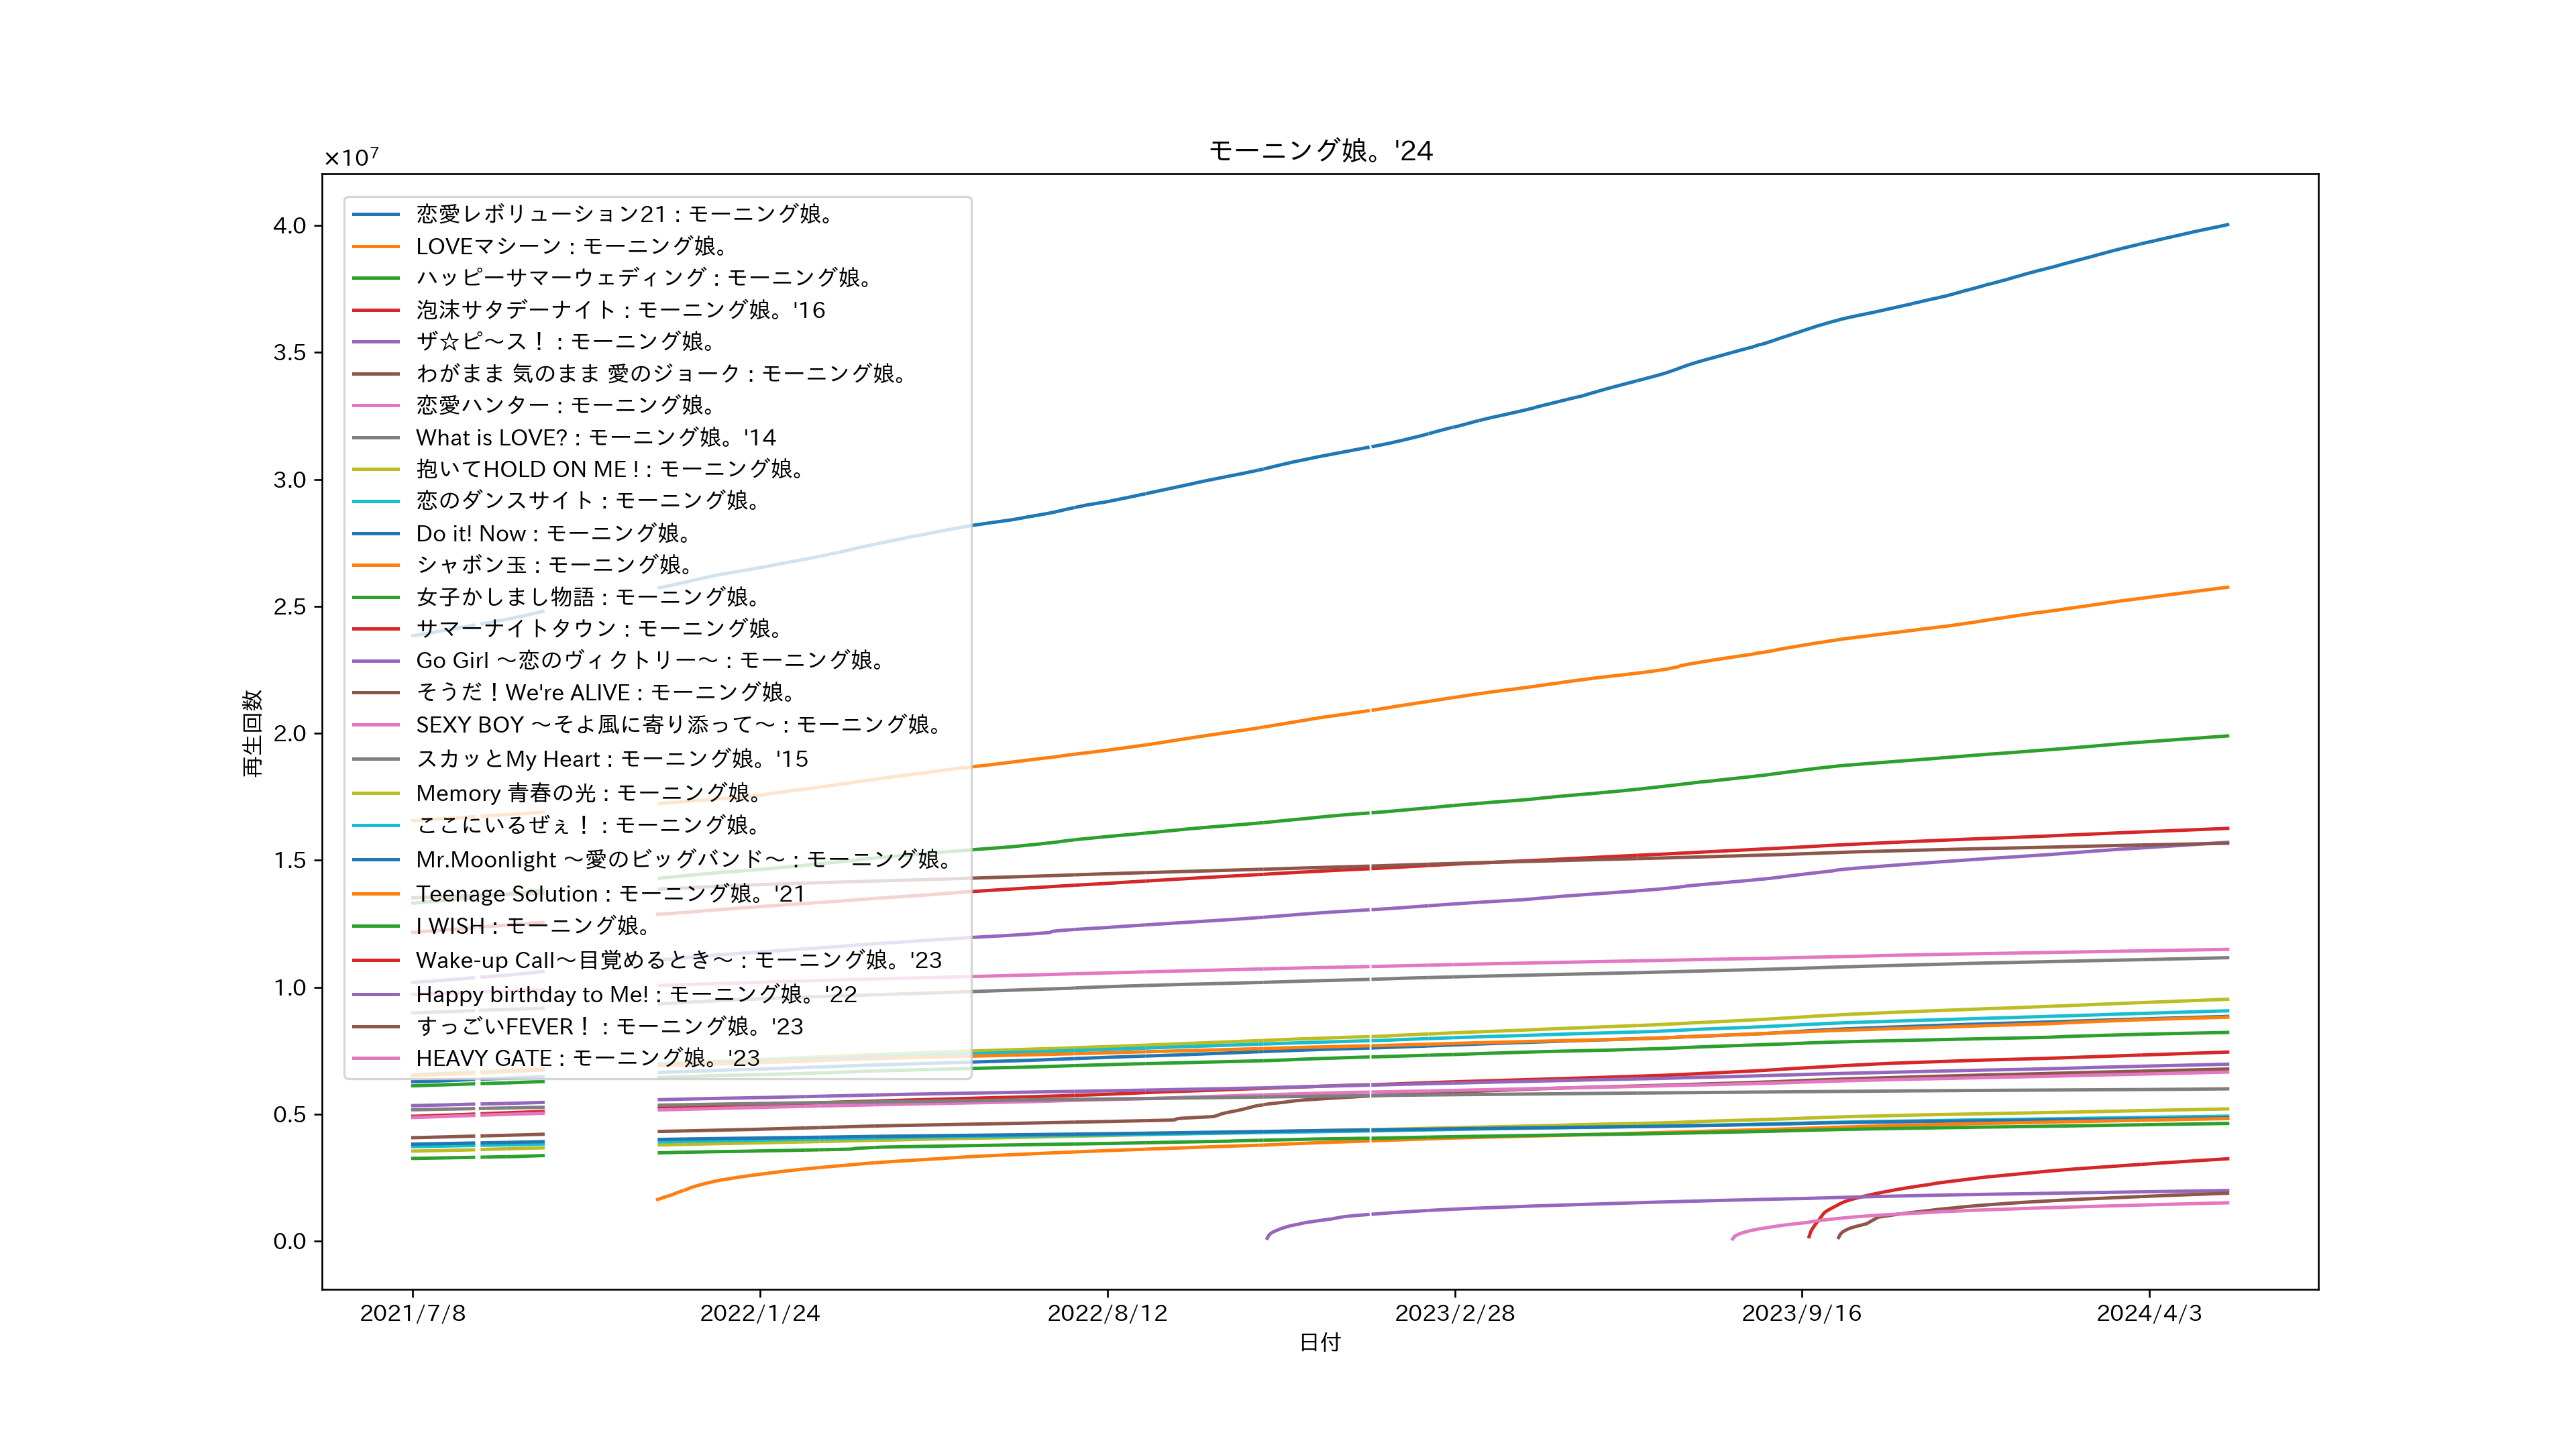 モーニング娘。'24
×10⁷
4.0
3.5
3.0
2.5
2.0
1.5
1.0
0.5
0.0
再生回数
恋愛レボリューション21 : モーニング娘。
LOVEマシーン : モーニング娘。
ハッピーサマーウェディング : モーニング娘。
泡沫サタデーナイト : モーニング娘。'16
ザ☆ピ～ス！ : モーニング娘。
わがまま 気のまま 愛のジョーク : モーニング娘。
恋愛ハンター : モーニング娘。
What is LOVE? : モーニング娘。'14
抱いてHOLD ON ME ! : モーニング娘。
恋のダンスサイト : モーニング娘。
Do it! Now : モーニング娘。
シャボン玉 : モーニング娘。
女子かしまし物語 : モーニング娘。
サマーナイトタウン : モーニング娘。
Go Girl ～恋のヴィクトリー～ : モーニング娘。
そうだ！We're ALIVE : モーニング娘。
SEXY BOY ～そよ風に寄り添って～ : モーニング娘。
スカッとMy Heart : モーニング娘。'15
Memory 青春の光 : モーニング娘。
ここにいるぜぇ！ : モーニング娘。
Mr.Moonlight ～愛のビッグバンド～ : モーニング娘。
Teenage Solution : モーニング娘。'21
I WISH : モーニング娘。
Wake-up Call～目覚めるとき～ : モーニング娘。'23
Happy birthday to Me! : モーニング娘。'22
すっごいFEVER！ : モーニング娘。'23
HEAVY GATE : モーニング娘。'23
2021/7/8
2022/1/24
2022/8/12
2023/2/28
2023/9/16
2024/4/3
日付